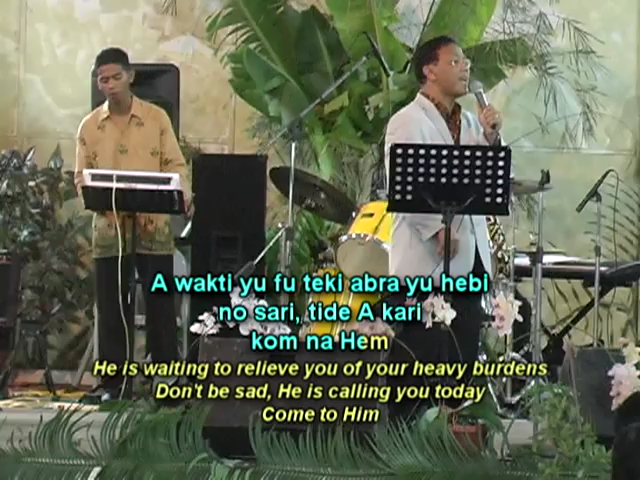 A wakti yu fu teki abra yu hebi
no sari, tide A kari
kom na Hem
He is waiting to relieve you of your heavy burdens
Don't be sad, He is calling you today
Come to Him